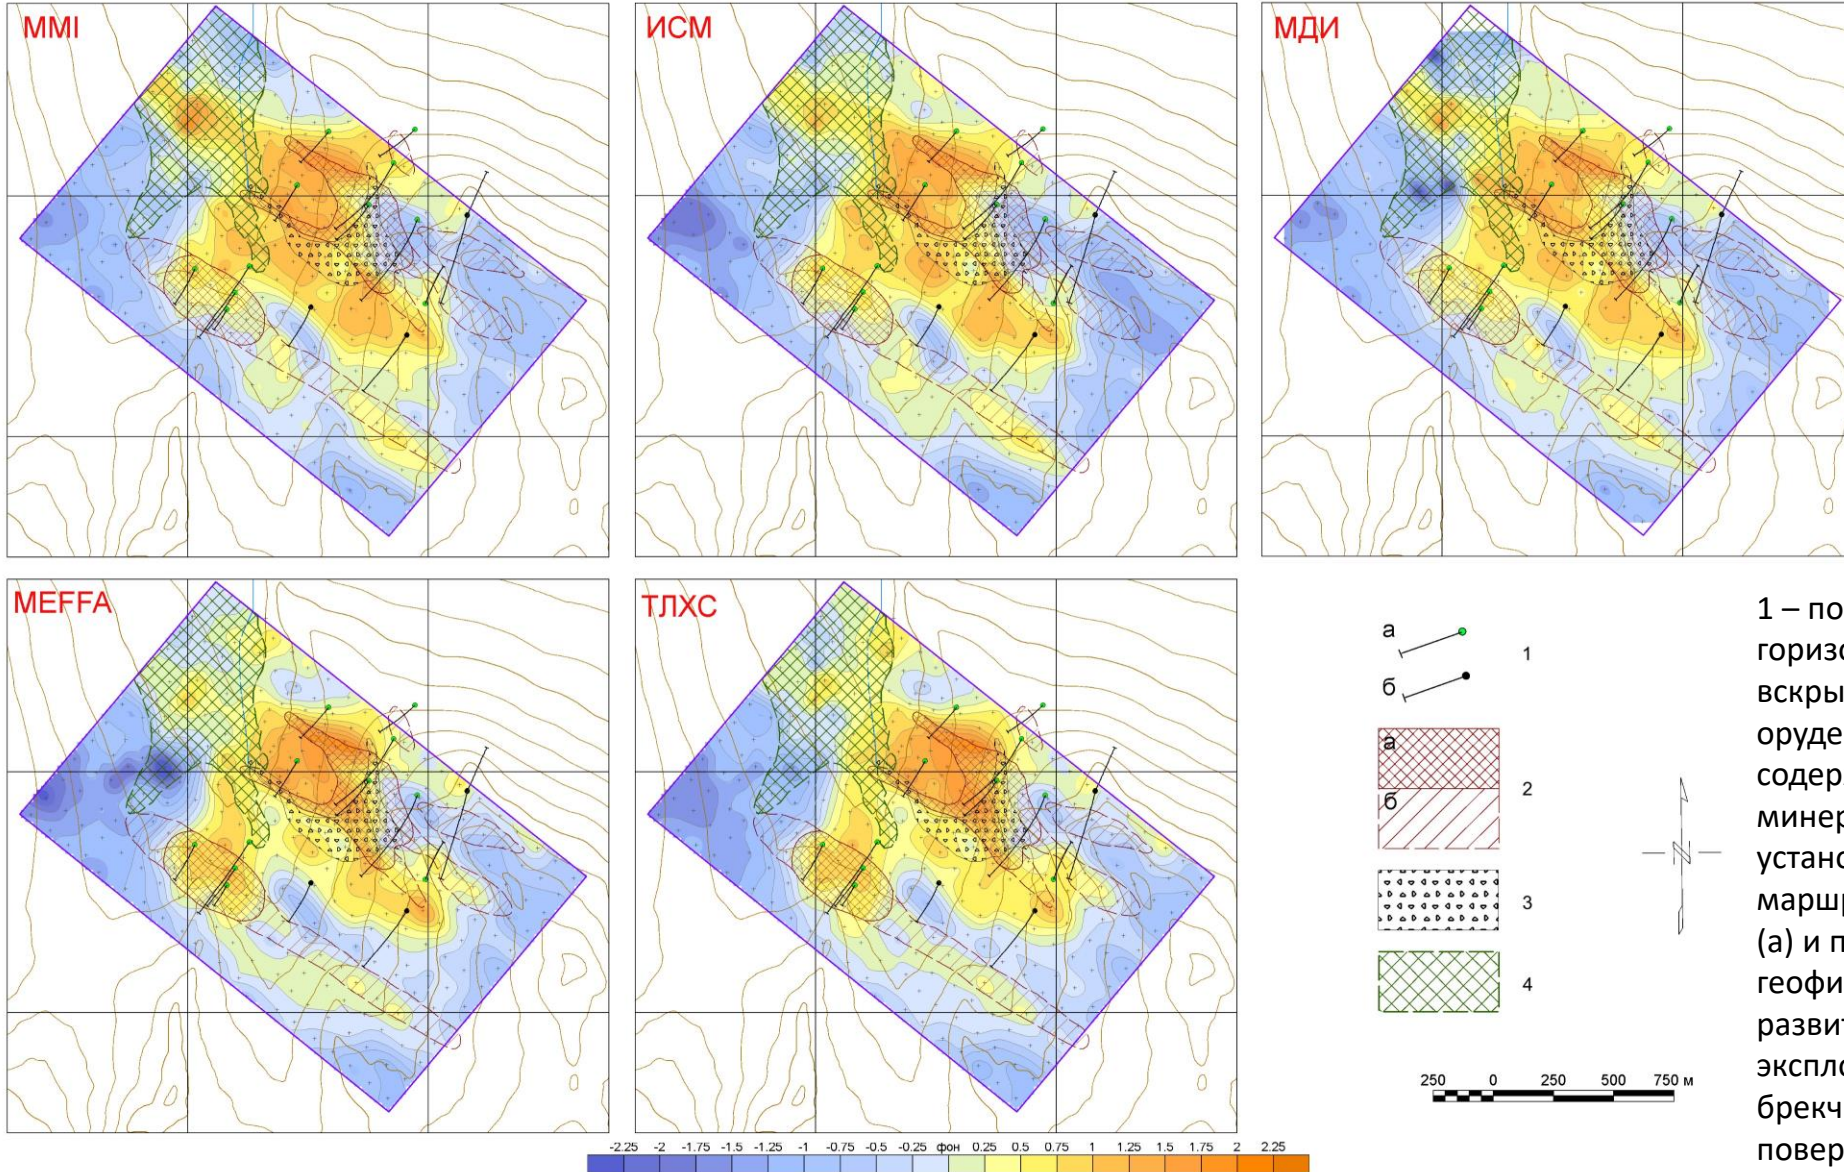 MMI
ИСМ
МДИ
MEFFA
ТЛХС
а
б
1
а
б
2
3
4
250 0 250 500 750 м
-2.25 -2 -1.75 -1.5 -1.25 -1 -0.75 -0.5 -0.25 фон 0.25 0.5 0.75 1 1.25 1.5 1.75 2 2.25
1 – по
горизо
вскры
оруде
содер
минер
устано
маршр
(а) и п
геофи
развит
экспло
брекч
повер